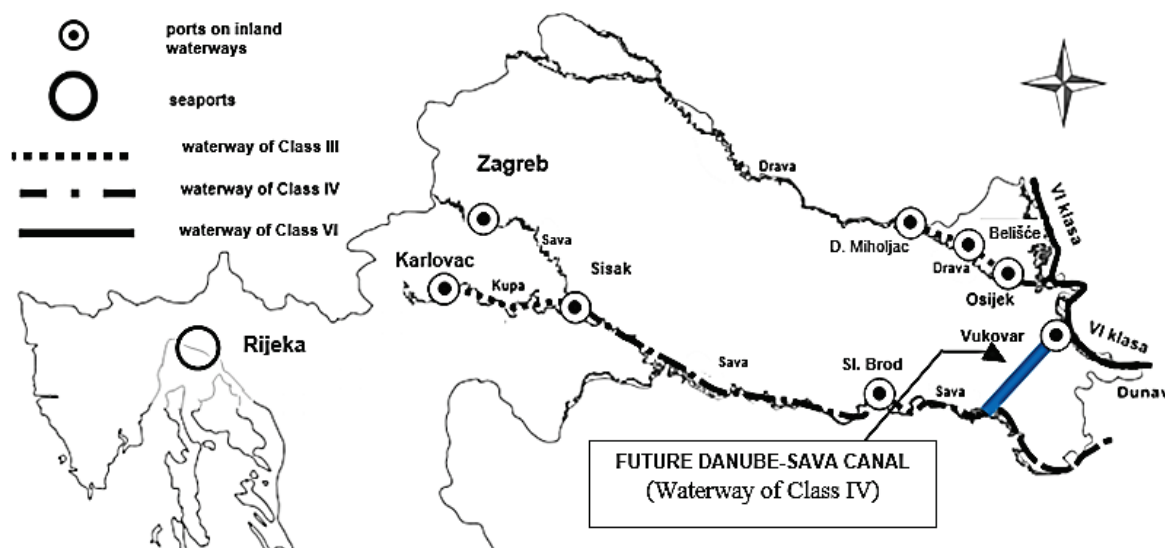 ports on inland
waterways
seaports
waterway of Class III
waterway of Class IV
waterway of Class VI
Zagreb
Sava
Karlovac
Kupa
Sisak
Rijeka
Drava
D. Miholjac
Belišće
Drava
Osijek
VI klasa
Vukovar
VI klasa
Dunav
Sava
Sl. Brod
Sava
FUTURE DANUBE-SAVA CANAL
(Waterway of Class IV)